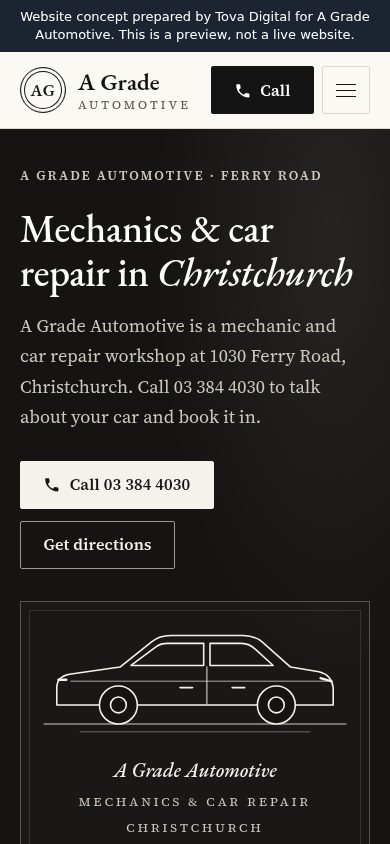 Website concept prepared by Tova Digital for A Grade
Automotive. This is a preview, not a live website.
AG
A Grade
AUTOMOTIVE
Call
A GRADE AUTOMOTIVE · FERRY ROAD
Mechanics & car
repair in Christchurch
A Grade Automotive is a mechanic and
car repair workshop at 1030 Ferry Road,
Christchurch. Call 03 384 4030 to talk
about your car and book it in.
Call 03 384 4030
Get directions
A Grade Automotive
MECHANICS & CAR REPAIR
CHRISTCHURCH